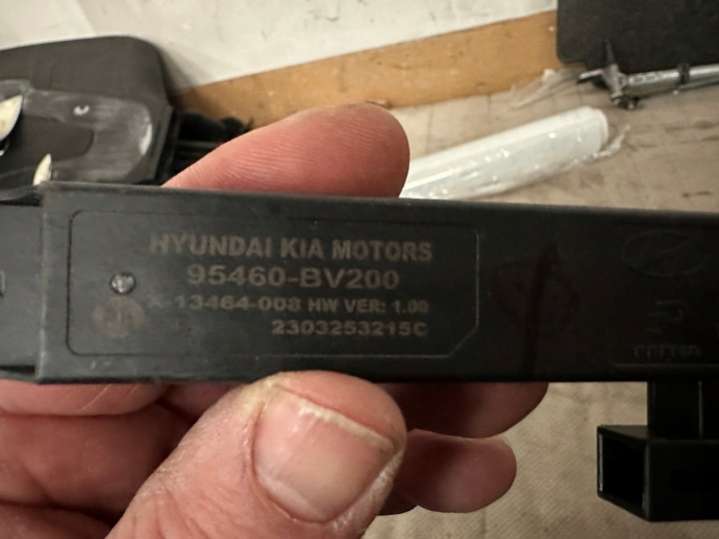 HYUNDAI KIA MOTORS
95460-BV200
-13464-008 HW VER: 1.00
2303253215C